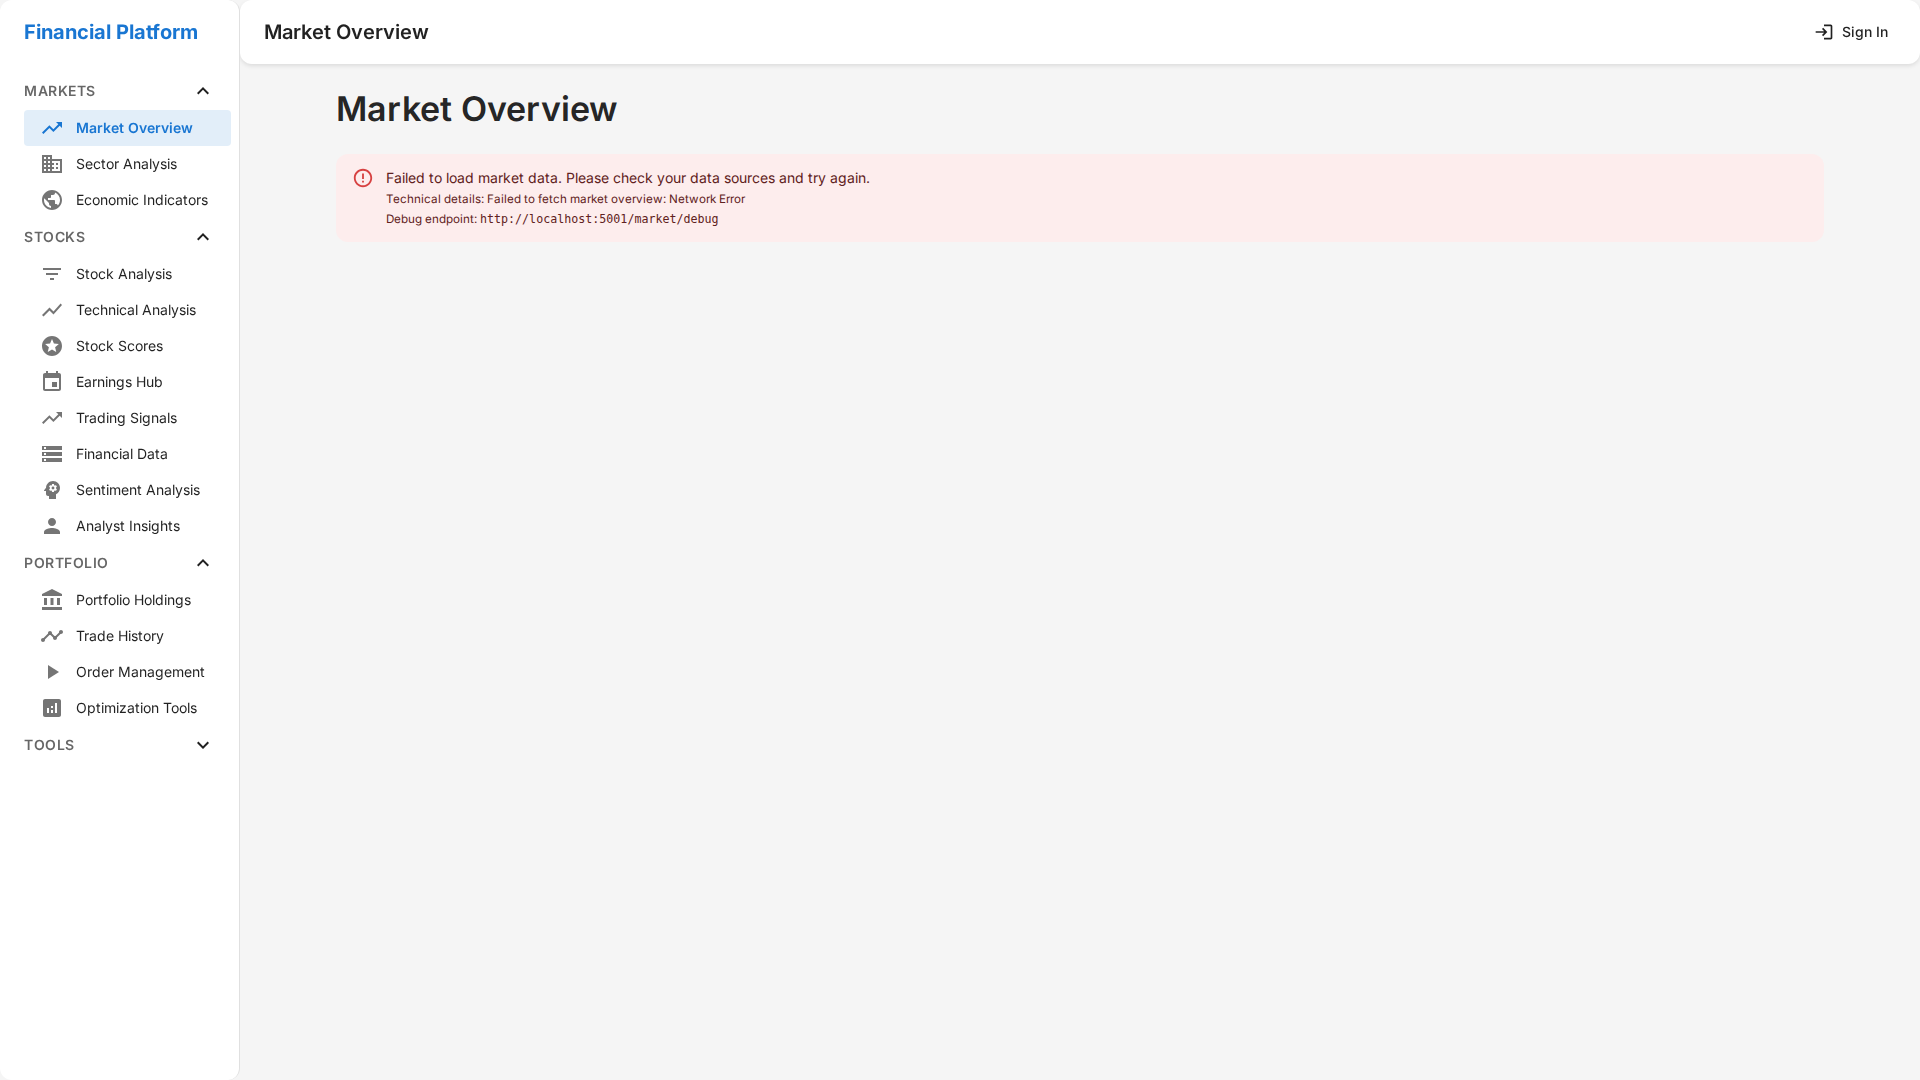 Financial Platform
MARKETS
Market Overview
Sector Analysis
Economic Indicators
STOCKS
Stock Analysis
Technical Analysis
Stock Scores
Earnings Hub
Trading Signals
Financial Data
Sentiment Analysis
Analyst Insights
PORTFOLIO
Portfolio Holdings
Trade History
Order Management
Optimization Tools
TOOLS
Market Overview
Sign In
Market Overview
Failed to load market data. Please check your data sources and try again.
Technical details: Failed to fetch market overview: Network Error
Debug endpoint: http://localhost:5001/market/debug